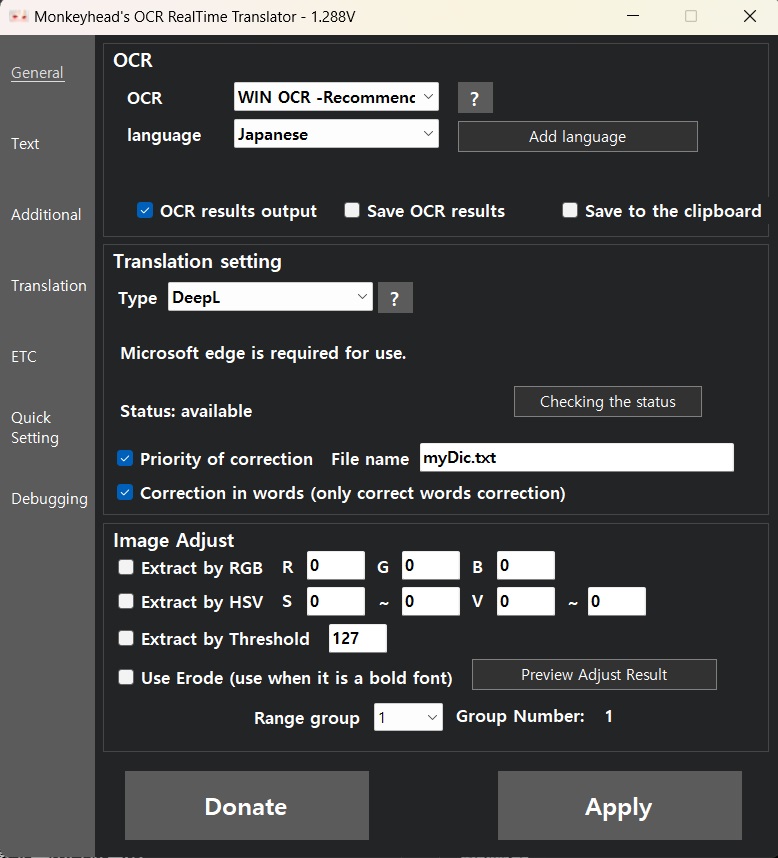 Monkeyhead's OCR RealTime Translator - 1.288V
General
Text
Additional
Translation
ETC
Quick
Setting
Debugging
OCR
OCR WIN OCR -Recommenc ?
language Japanese Add language
OCR results output Save OCR results Save to the clipboard
Translation setting
Type DeepL ?
Microsoft edge is required for use.
Status: available Checking the status
Priority of correction File name myDic.txt
Correction in words (only correct words correction)
Image Adjust
Extract by RGB R 0 G 0 B 0
Extract by HSV S 0 ~ 0 V 0 ~ 0
Extract by Threshold 127
Use Erode (use when it is a bold font) Preview Adjust Result
Range group 1 Group Number: 1
Donate Apply